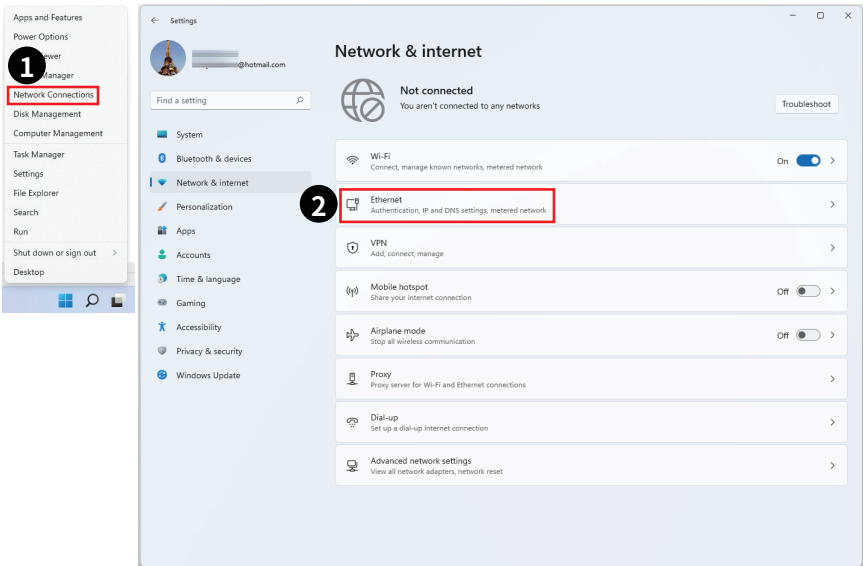 Apps and Features
Power Options
ewer
1
Manager
Network Connections
Disk Management
Computer Management
Task Manager
Settings
File Explorer
Search
Run
Shut down or sign out
Desktop
Settings
@hotmail.com
Find a setting
System
Bluetooth & devices
Network & internet
Personalization
Apps
Accounts
Time & language
Gaming
Accessibility
Privacy & security
Windows Update
Network & internet
Not connected
You aren't connected to any networks
Troubleshoot
Wi-Fi
Connect, manage known networks, metered network
On
2
Ethernet
Authentication, IP and DNS settings, metered network
VPN
Add, connect, manage
Mobile hotspot
Share your internet connection
Off
Airplane mode
Stop all wireless communication
Off
Proxy
Proxy server for Wi-Fi and Ethernet connections
Dial-up
Set up a dial-up internet connection
Advanced network settings
View all network adapters, network reset